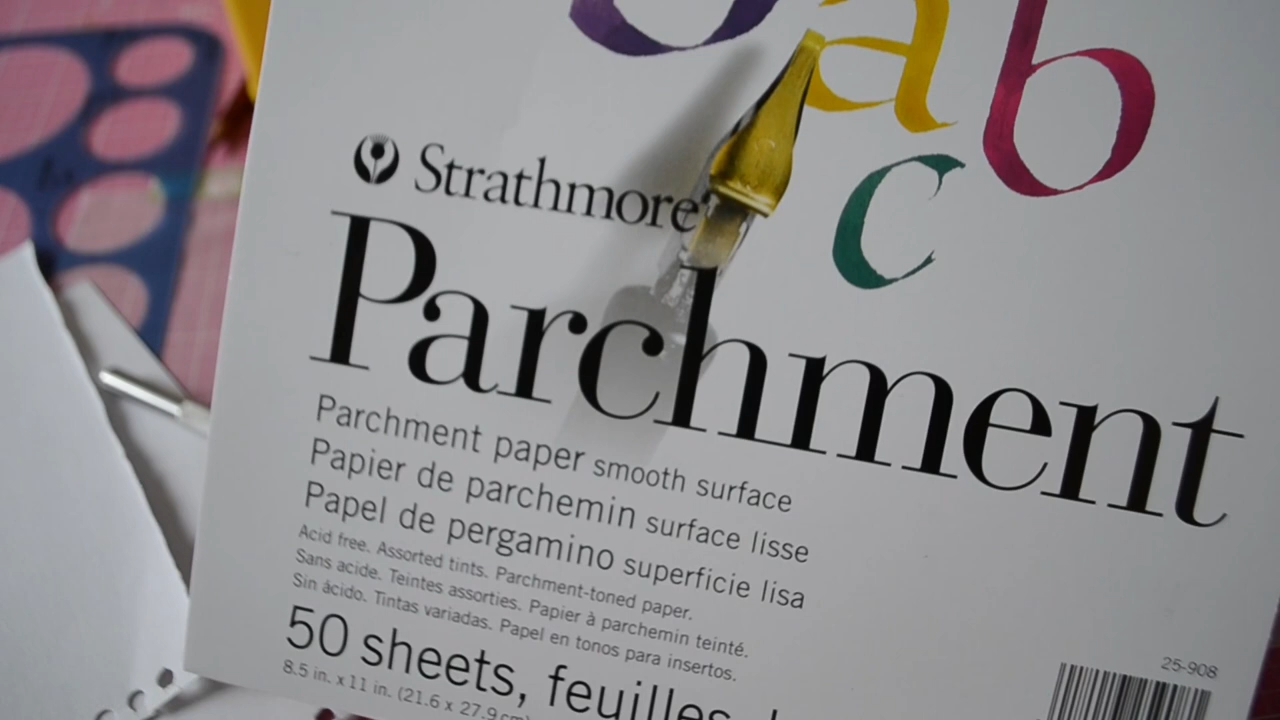 a b
c
Strathmore
Parchment
Parchment paper smooth surface
Papier de parchemin surface lisse
Papel de pergamino superficie lisa
Acid free. Assorted tints. Parchment-toned paper.
Sans acide. Teintes assorties. Papier à parchemin teinté.
Sin ácido. Tintas variadas. Papel en tonos para insertos.
50 sheets, feuilles,
8.5 in. x 11 in. (21.6 x 27.9 cm)
25-908